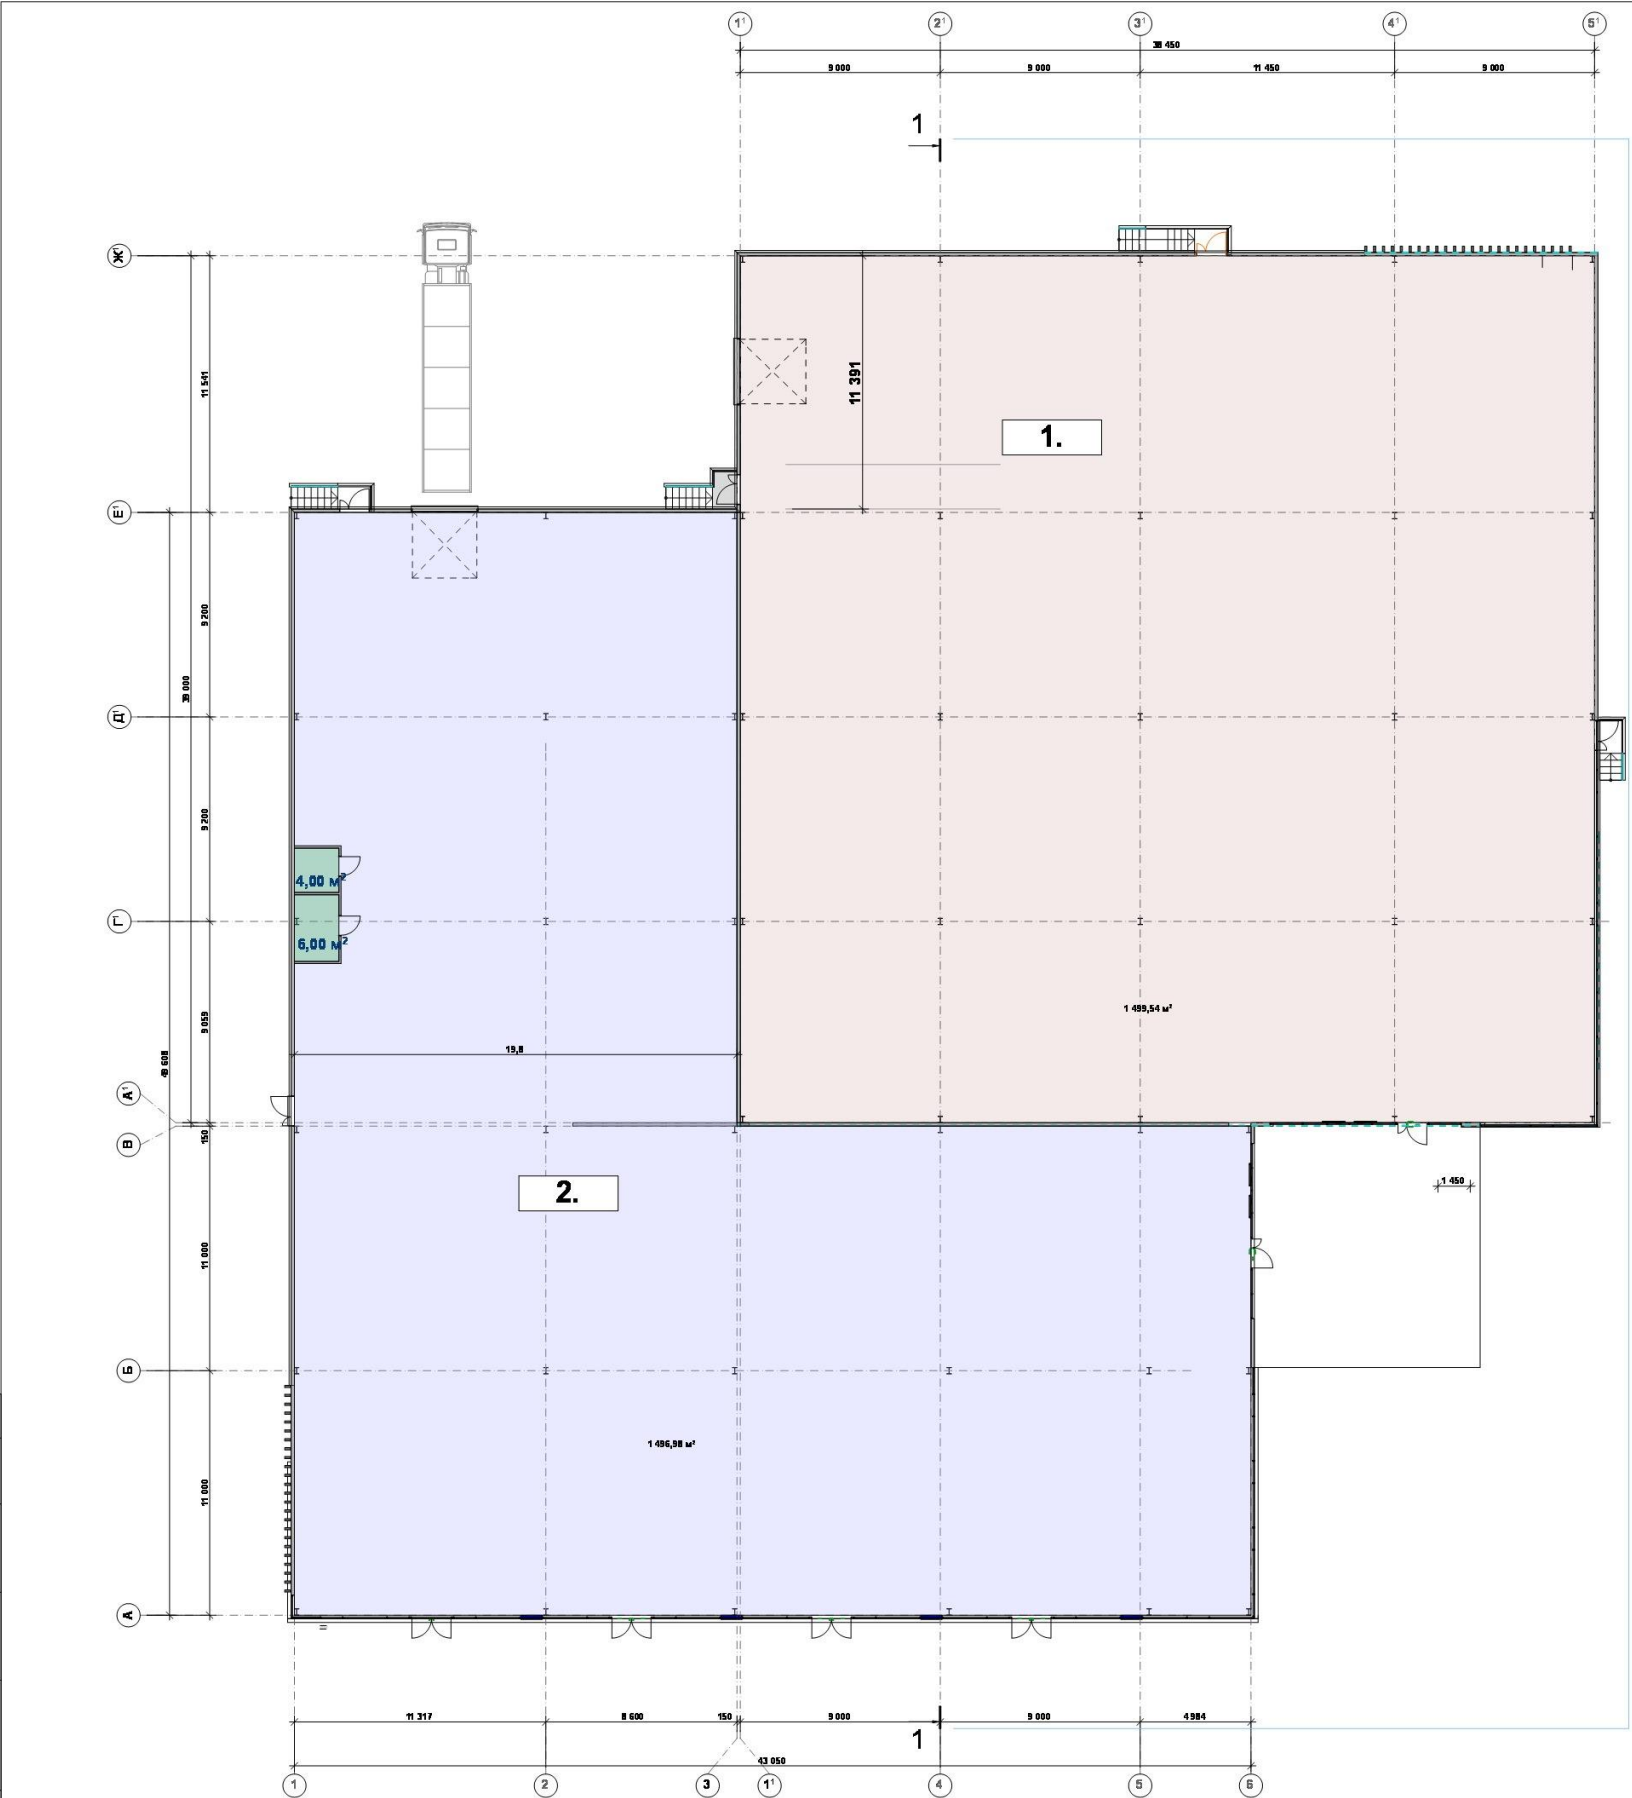 1¹ 2¹ 3¹ 4¹ 5¹
38 450
9 000 9 000 11 450 9 000
1
Ж¹
11 541
11 391
1.
Е¹
9 200
39 000
Д¹
9 200
4,00 м²
Г¹
6,00 м²
9 059
1 499,54 м²
19,8
49 608
А¹
В
150
1 450
2.
11 000
Б
1 496,98 м²
11 000
А
11 317 8 600 150 9 000 9 000 4 984
1
43 050
1 2 3 1¹ 4 5 6